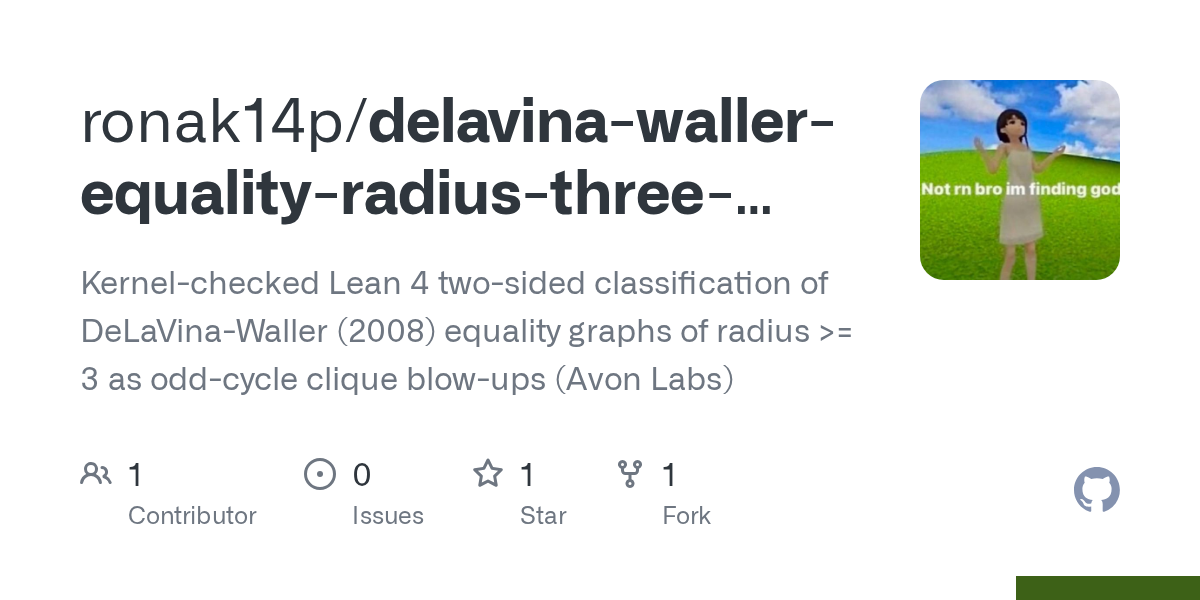 ronak14p/delavina-waller-
equality-radius-three-...
Not rn bro im finding god
Kernel-checked Lean 4 two-sided classification of
DeLaVina-Waller (2008) equality graphs of radius >=
3 as odd-cycle clique blow-ups (Avon Labs)
1 0 1 1
Contributor Issues Star Fork